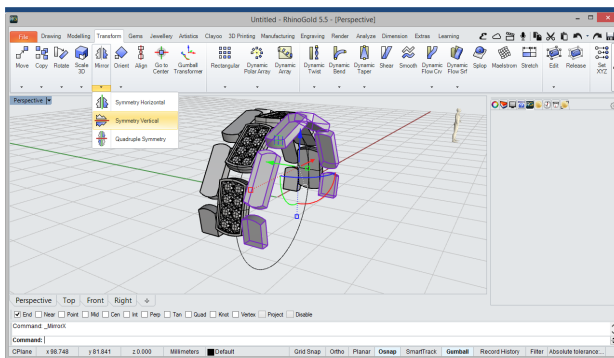 Untitled - RhinoGold 5.5 - [Perspective]
File Drawing Modelling Transform Gems Jewellery Artistics Clayoo 3D Printing Manufacturing Engraving Render Analyze Dimension Extras Learning
Move Copy Rotate Scale 3D Mirror Orient Align Go to Center Gumball Transformer Rectangular Dynamic Polar Array Dynamic Array Dynamic Twist Dynamic Bend Dynamic Taper Shear Smooth Dynamic Flow Crv Dynamic Flow Srf Splop Maelstrom Stretch Edit Release Set XYZ
Perspective
Symmetry Horizontal
Symmetry Vertical
Quadruple Symmetry
Perspective Top Front Right
End Near Point Mid Cen Int Perp Tan Quad Knot Vertex Project Disable
Command: _MirrorX
Command:
CPlane x 98.748 y 81.841 z 0.000 Millimeters Default Grid Snap Ortho Planar Osnap SmartTrack Gumball Record History Filter Absolute tolerance...